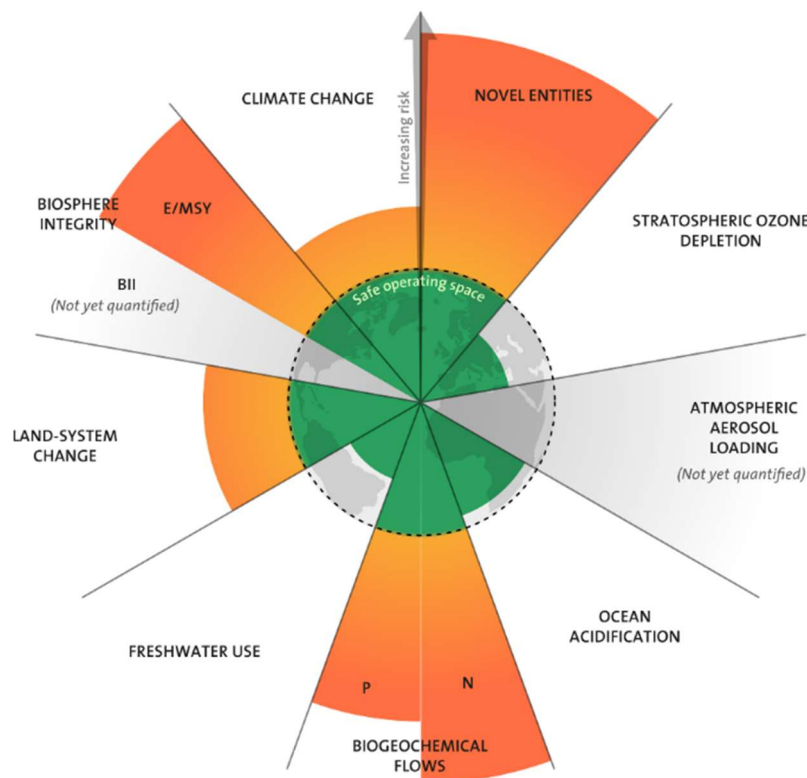 CLIMATE CHANGE
Increasing risk
NOVEL ENTITIES
BIOSPHERE
INTEGRITY
E/MSY
STRATOSPHERIC OZONE
DEPLETION
BII
(Not yet quantified)
Safe operating space
LAND-SYSTEM
CHANGE
ATMOSPHERIC
AEROSOL
LOADING
(Not yet quantified)
FRESHWATER USE
OCEAN
ACIDIFICATION
P
N
BIOGEOCHEMICAL
FLOWS